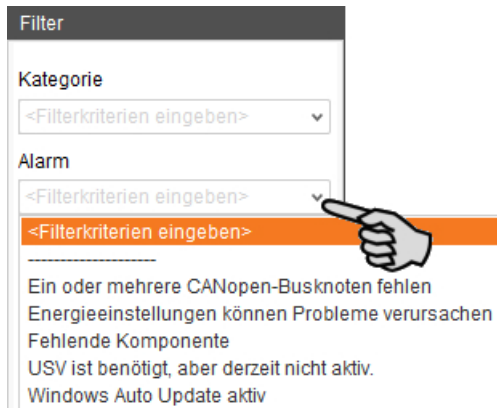 Filter
Kategorie
<Filterkriterien eingeben>
Alarm
<Filterkriterien eingeben>
<Filterkriterien eingeben>
--------------------
Ein oder mehrere CANopen-Busknoten fehlen
Energieeinstellungen können Probleme verursachen
Fehlende Komponente
USV ist benötigt, aber derzeit nicht aktiv.
Windows Auto Update aktiv